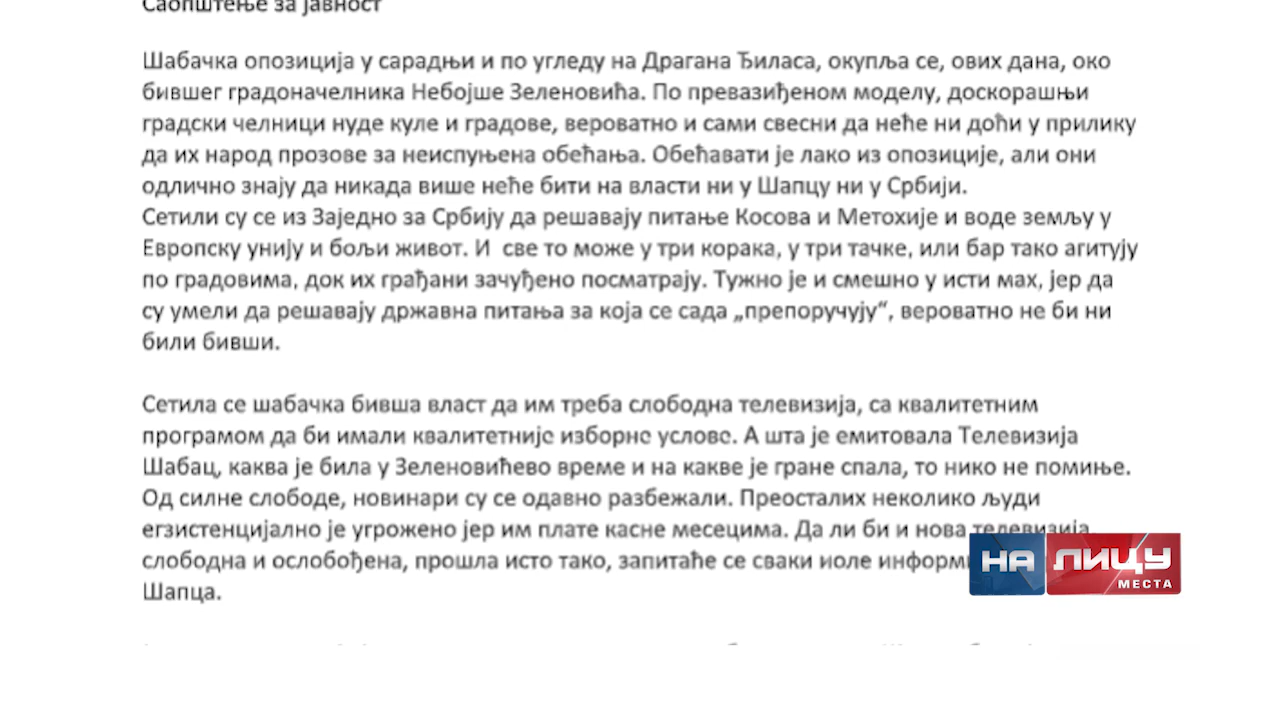 Саопштење за јавност
Шабачка опозиција у сарадњи и по угледу на Драгана Ђиласа, окупља се, ових дана, око
бившег градоначелника Небојше Зеленовића. По превазиђеном моделу, доскорашњи
градски челници нуде куле и градове, вероватно и сами свесни да неће ни доћи у прилику
да их народ прозове за неиспуњена обећања. Обећавати је лако из опозиције, али они
одлично знају да никада више неће бити на власти ни у Шапцу ни у Србији.
Сетили су се из Заједно за Србију да решавају питање Косова и Метохије и воде земљу у
Европску унију и бољи живот. И све то може у три корака, у три тачке, или бар тако агитују
по градовима, док их грађани зачуђено посматрају. Тужно је и смешно у исти мах, јер да
су умели да решавају државна питања за која се сада „препоручују“, вероватно не би ни
били бивши.
Сетила се шабачка бивша власт да им треба слободна телевизија, са квалитетним
програмом да би имали квалитетније изборне услове. А шта је емитовала Телевизија
Шабац, каква је била у Зеленовићево време и на какве је гране спала, то нико не помиње.
Од силне слободе, новинари су се одавно разбежали. Преосталих неколико људи
егзистенцијално је угрожено јер им плате касне месецима. Да ли би и нова телевизија,
слободна и ослобођена, прошла исто тако, запитаће се сваки иоле
Шапца.
НА ЛИЦУ
МЕСТА